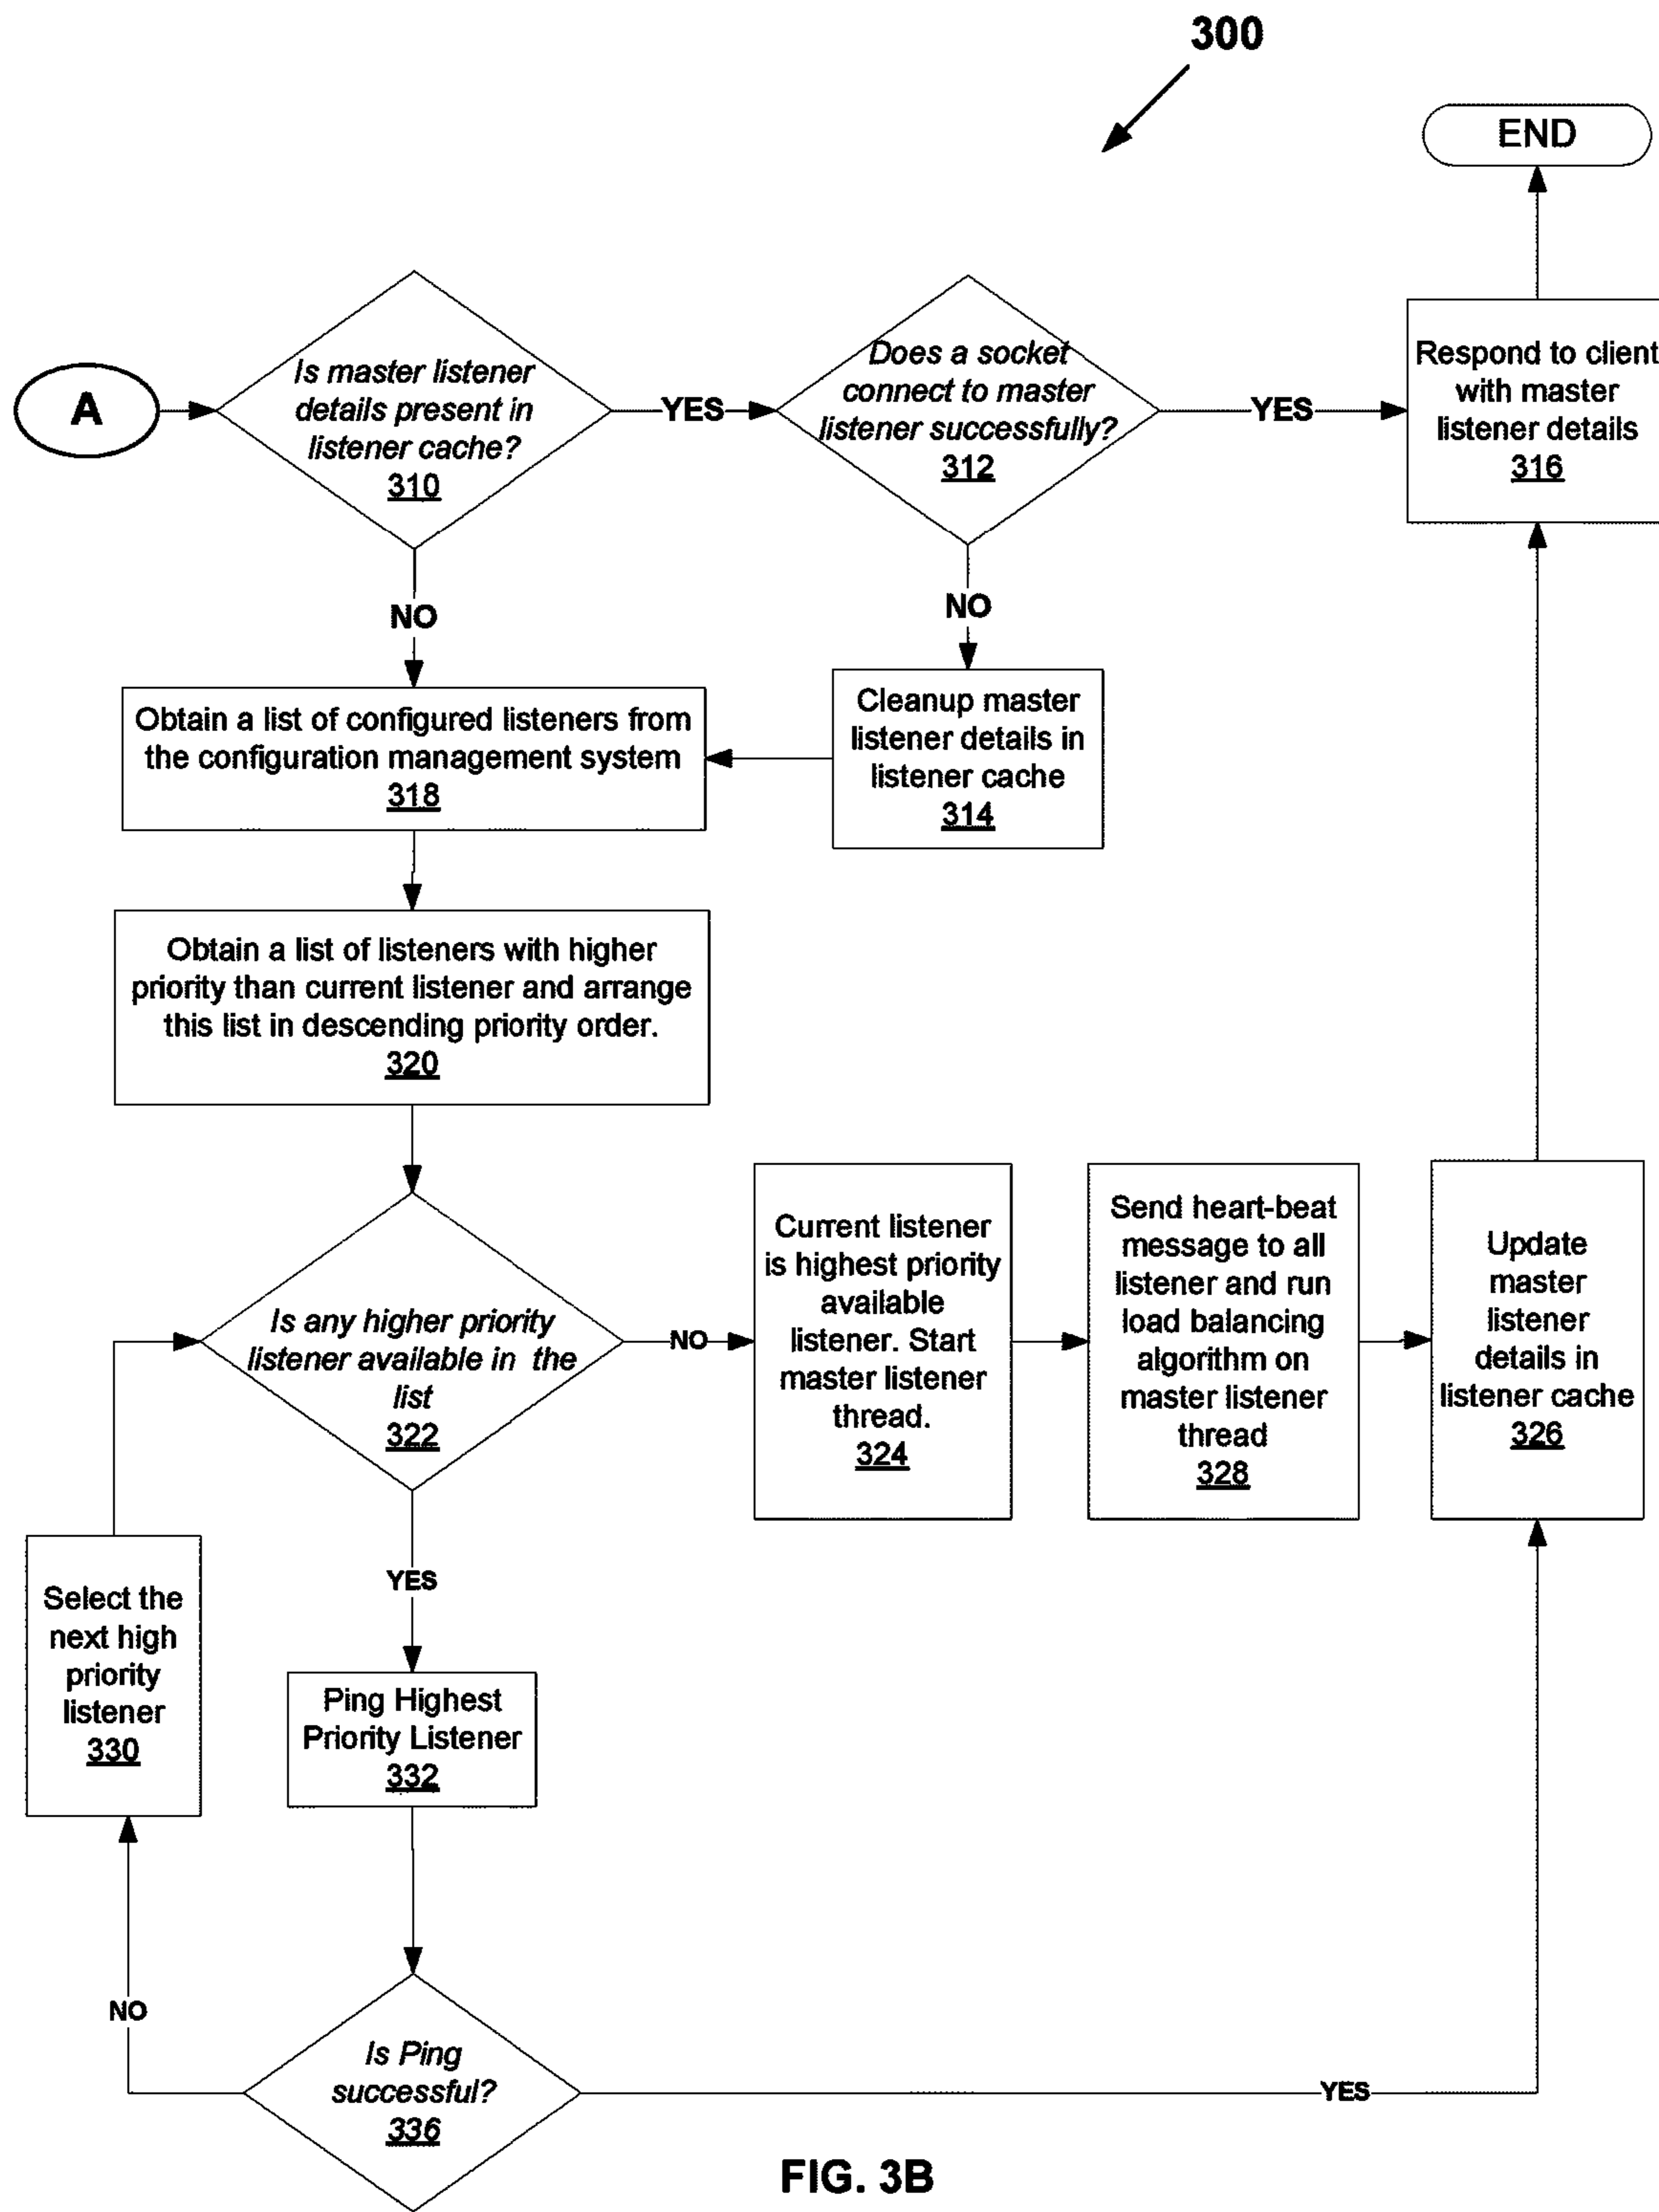 300
END
A
Is master listener
details present in
listener cache?
310
YES
Does a socket
connect to master
listener successfully?
312
YES
Respond to client
with master
listener details
316
NO
NO
Obtain a list of configured listeners from
the configuration management system
318
Cleanup master
listener details in
listener cache
314
Obtain a list of listeners with higher
priority than current listener and arrange
this list in descending priority order.
320
Is any higher priority
listener available in the
list
322
NO
Current listener
is highest priority
available
listener. Start
master listener
thread.
324
Send heart-beat
message to all
listener and run
load balancing
algorithm on
master listener
thread
328
Update
master
listener
details in
listener cache
326
YES
Select the
next high
priority
listener
330
Ping Highest
Priority Listener
332
NO
Is Ping
successful?
336
YES
FIG. 3B